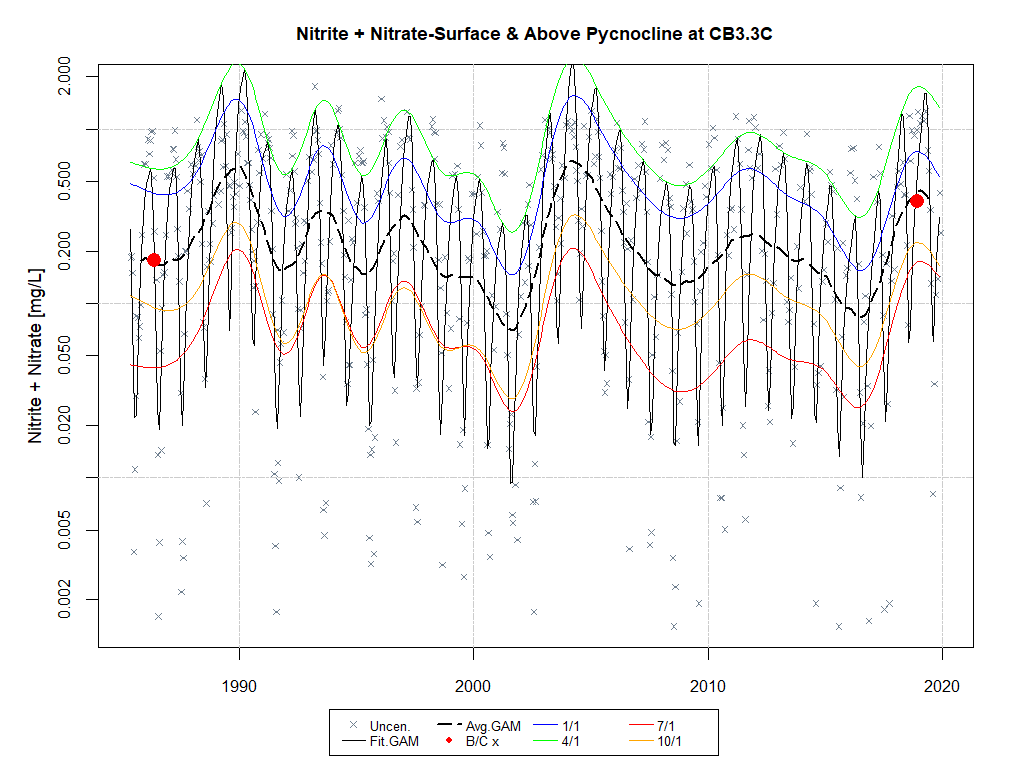 Nitrite + Nitrate-Surface & Above Pycnocline at CB3.3C
Nitrite + Nitrate [mg/L]
2.000
0.500
0.200
0.050
0.020
0.005
0.002
1990 2000 2010 2020
Uncen. Avg.GAM 1/1 7/1
Fit.GAM B/C x 4/1 10/1